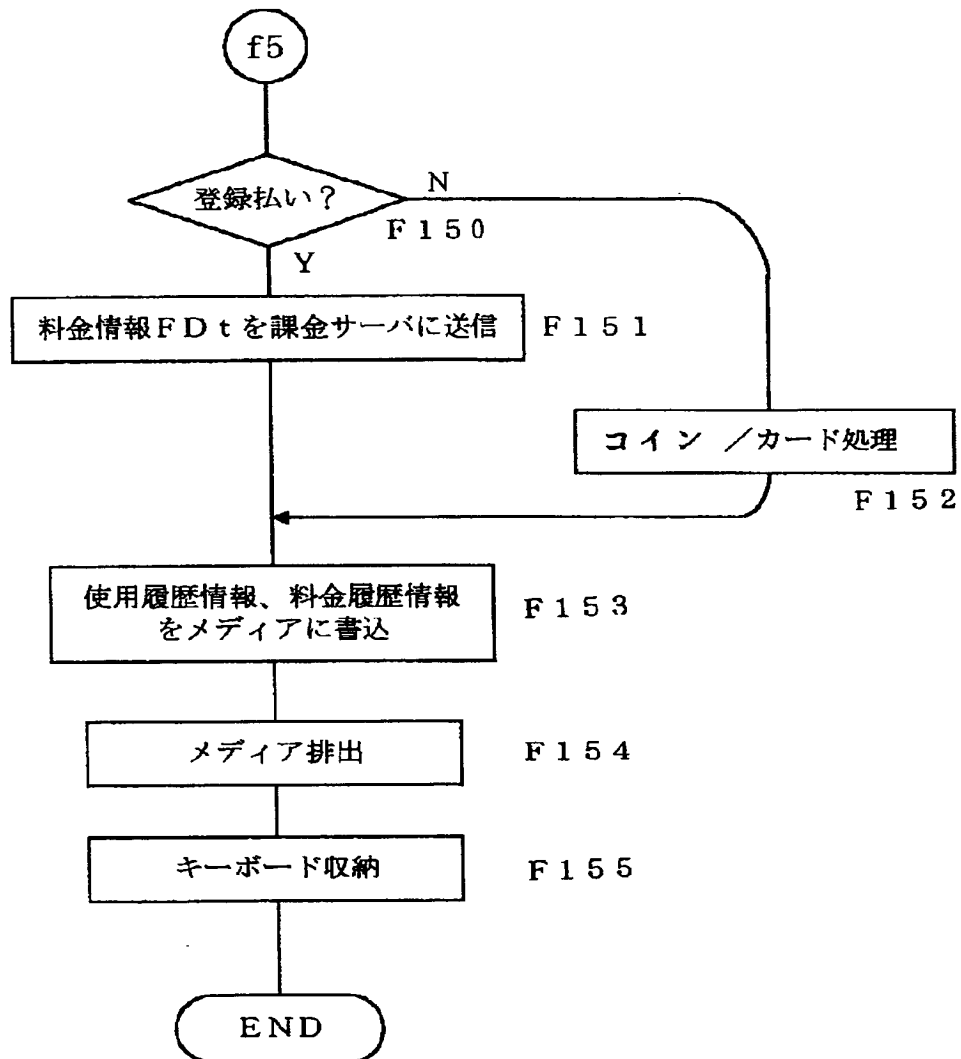 f5
登録払い？
N
F150
Y
料金情報FDtを課金サーバに送信
F151
コイン ／カード処理
F152
使用履歴情報、料金履歴情報
をメディアに書込
F153
メディア排出
F154
キーボード収納
F155
END